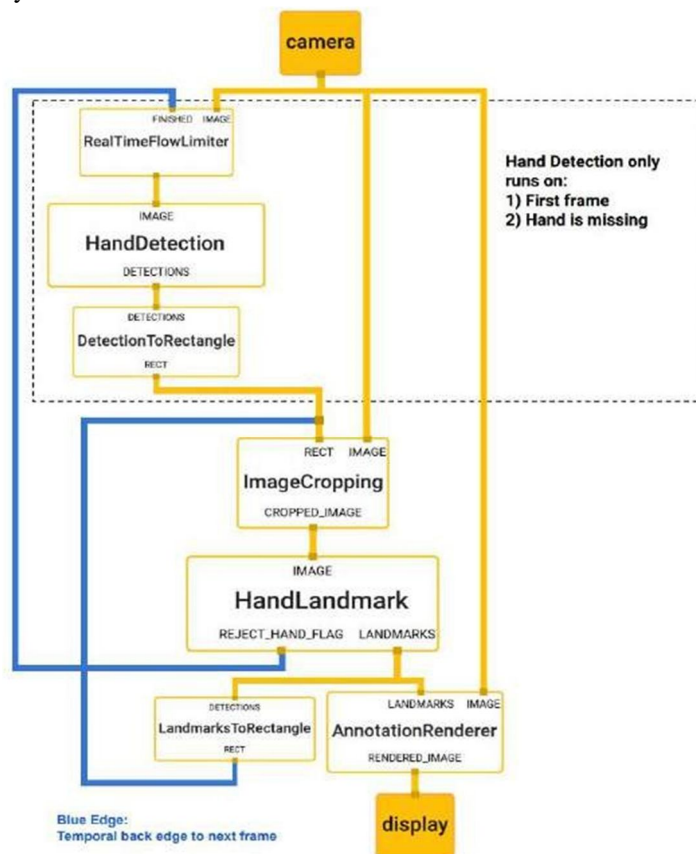 camera
FINISHED IMAGE
RealTimeFlowLimiter
Hand Detection only
runs on:
1) First frame
2) Hand is missing
IMAGE
HandDetection
DETECTIONS
DETECTIONS
DetectionToRectangle
RECT
RECT IMAGE
ImageCropping
CROPPED_IMAGE
IMAGE
HandLandmark
REJECT_HAND_FLAG LANDMARKS
DETECTIONS
LandmarksToRectangle
RECT
LANDMARKS IMAGE
AnnotationRenderer
RENDERED_IMAGE
Blue Edge:
Temporal back edge to next frame
display